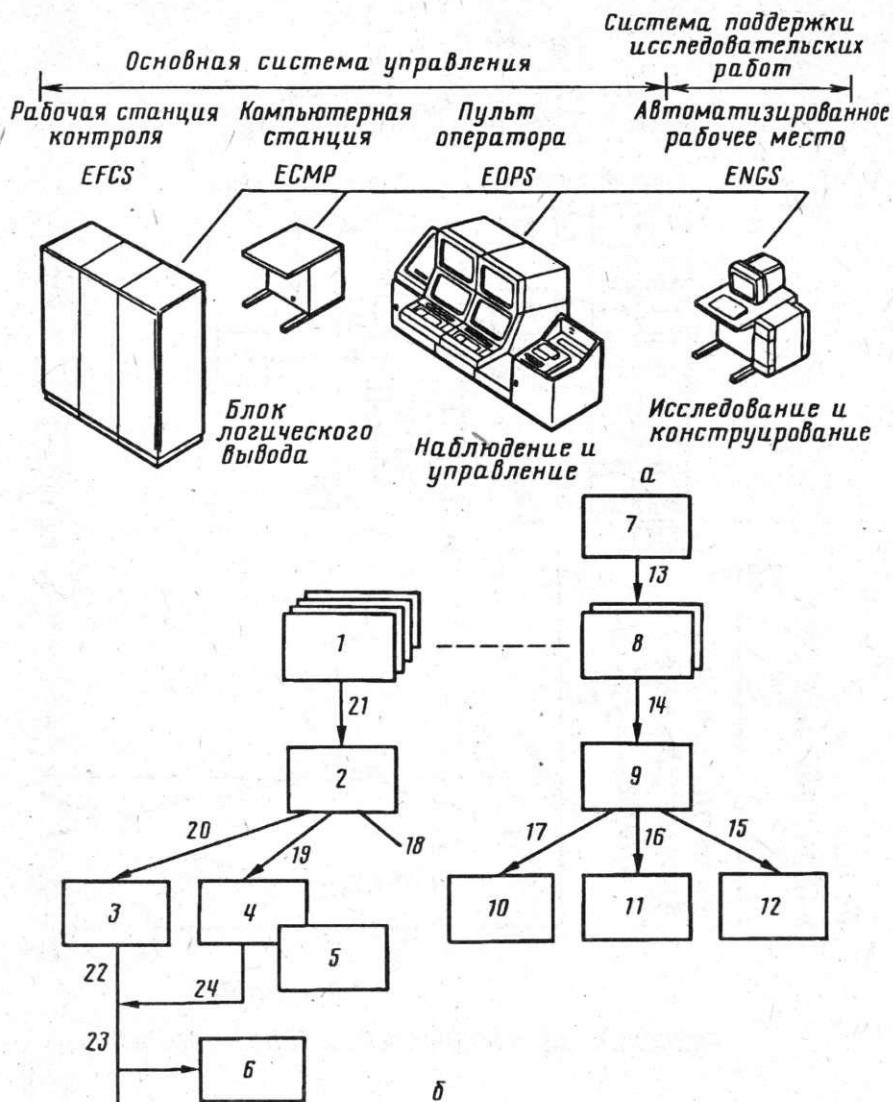 Система поддержки
исследовательских
работ
Основная система управления
Рабочая станция
контроля
Компьютерная
станция
Пульт
оператора
Автоматизированное
рабочее место
EFCS
ECMP
EOPS
ENGS
Блок
логического
вывода
Наблюдение и
управление
Исследование и
конструирование
а
7
13
1
8
21
14
2
9
20
19
18
17
16
15
3
4
5
10
11
12
22
24
23
6
б